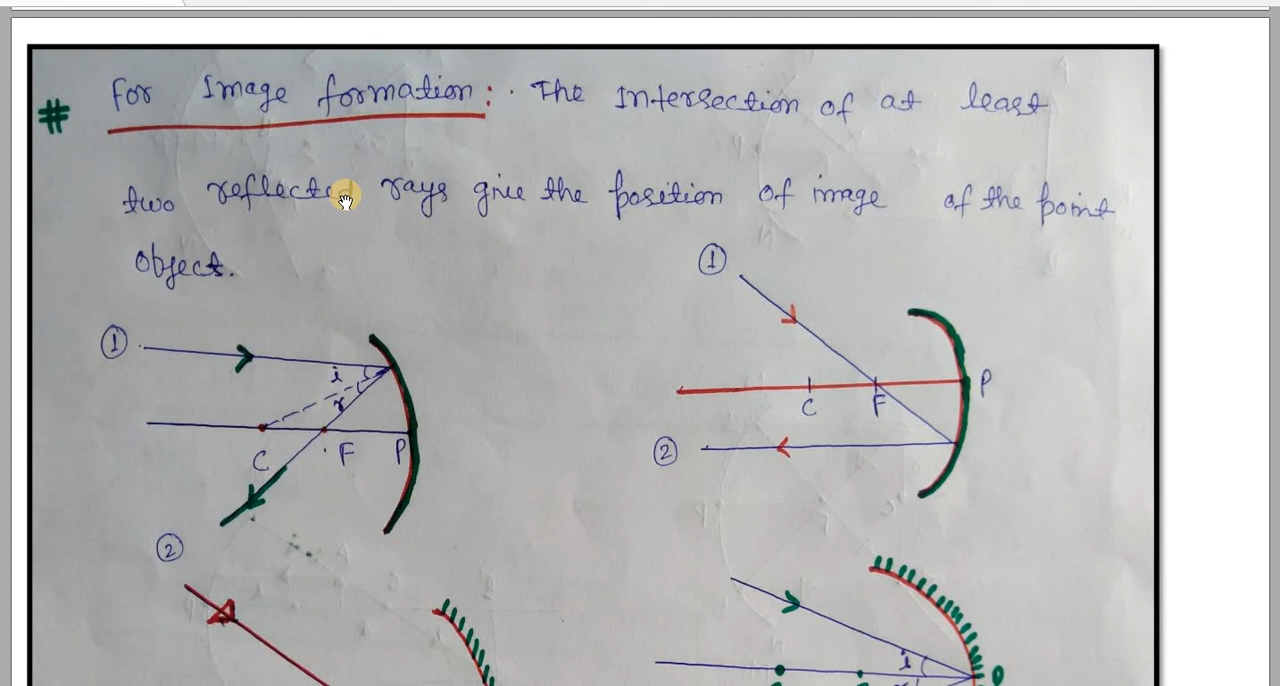 # For Image formation: The Intersection of at least
two reflected rays give the position of image of the point
object.
①
①
i
r
C F P
C F P
②
②
i